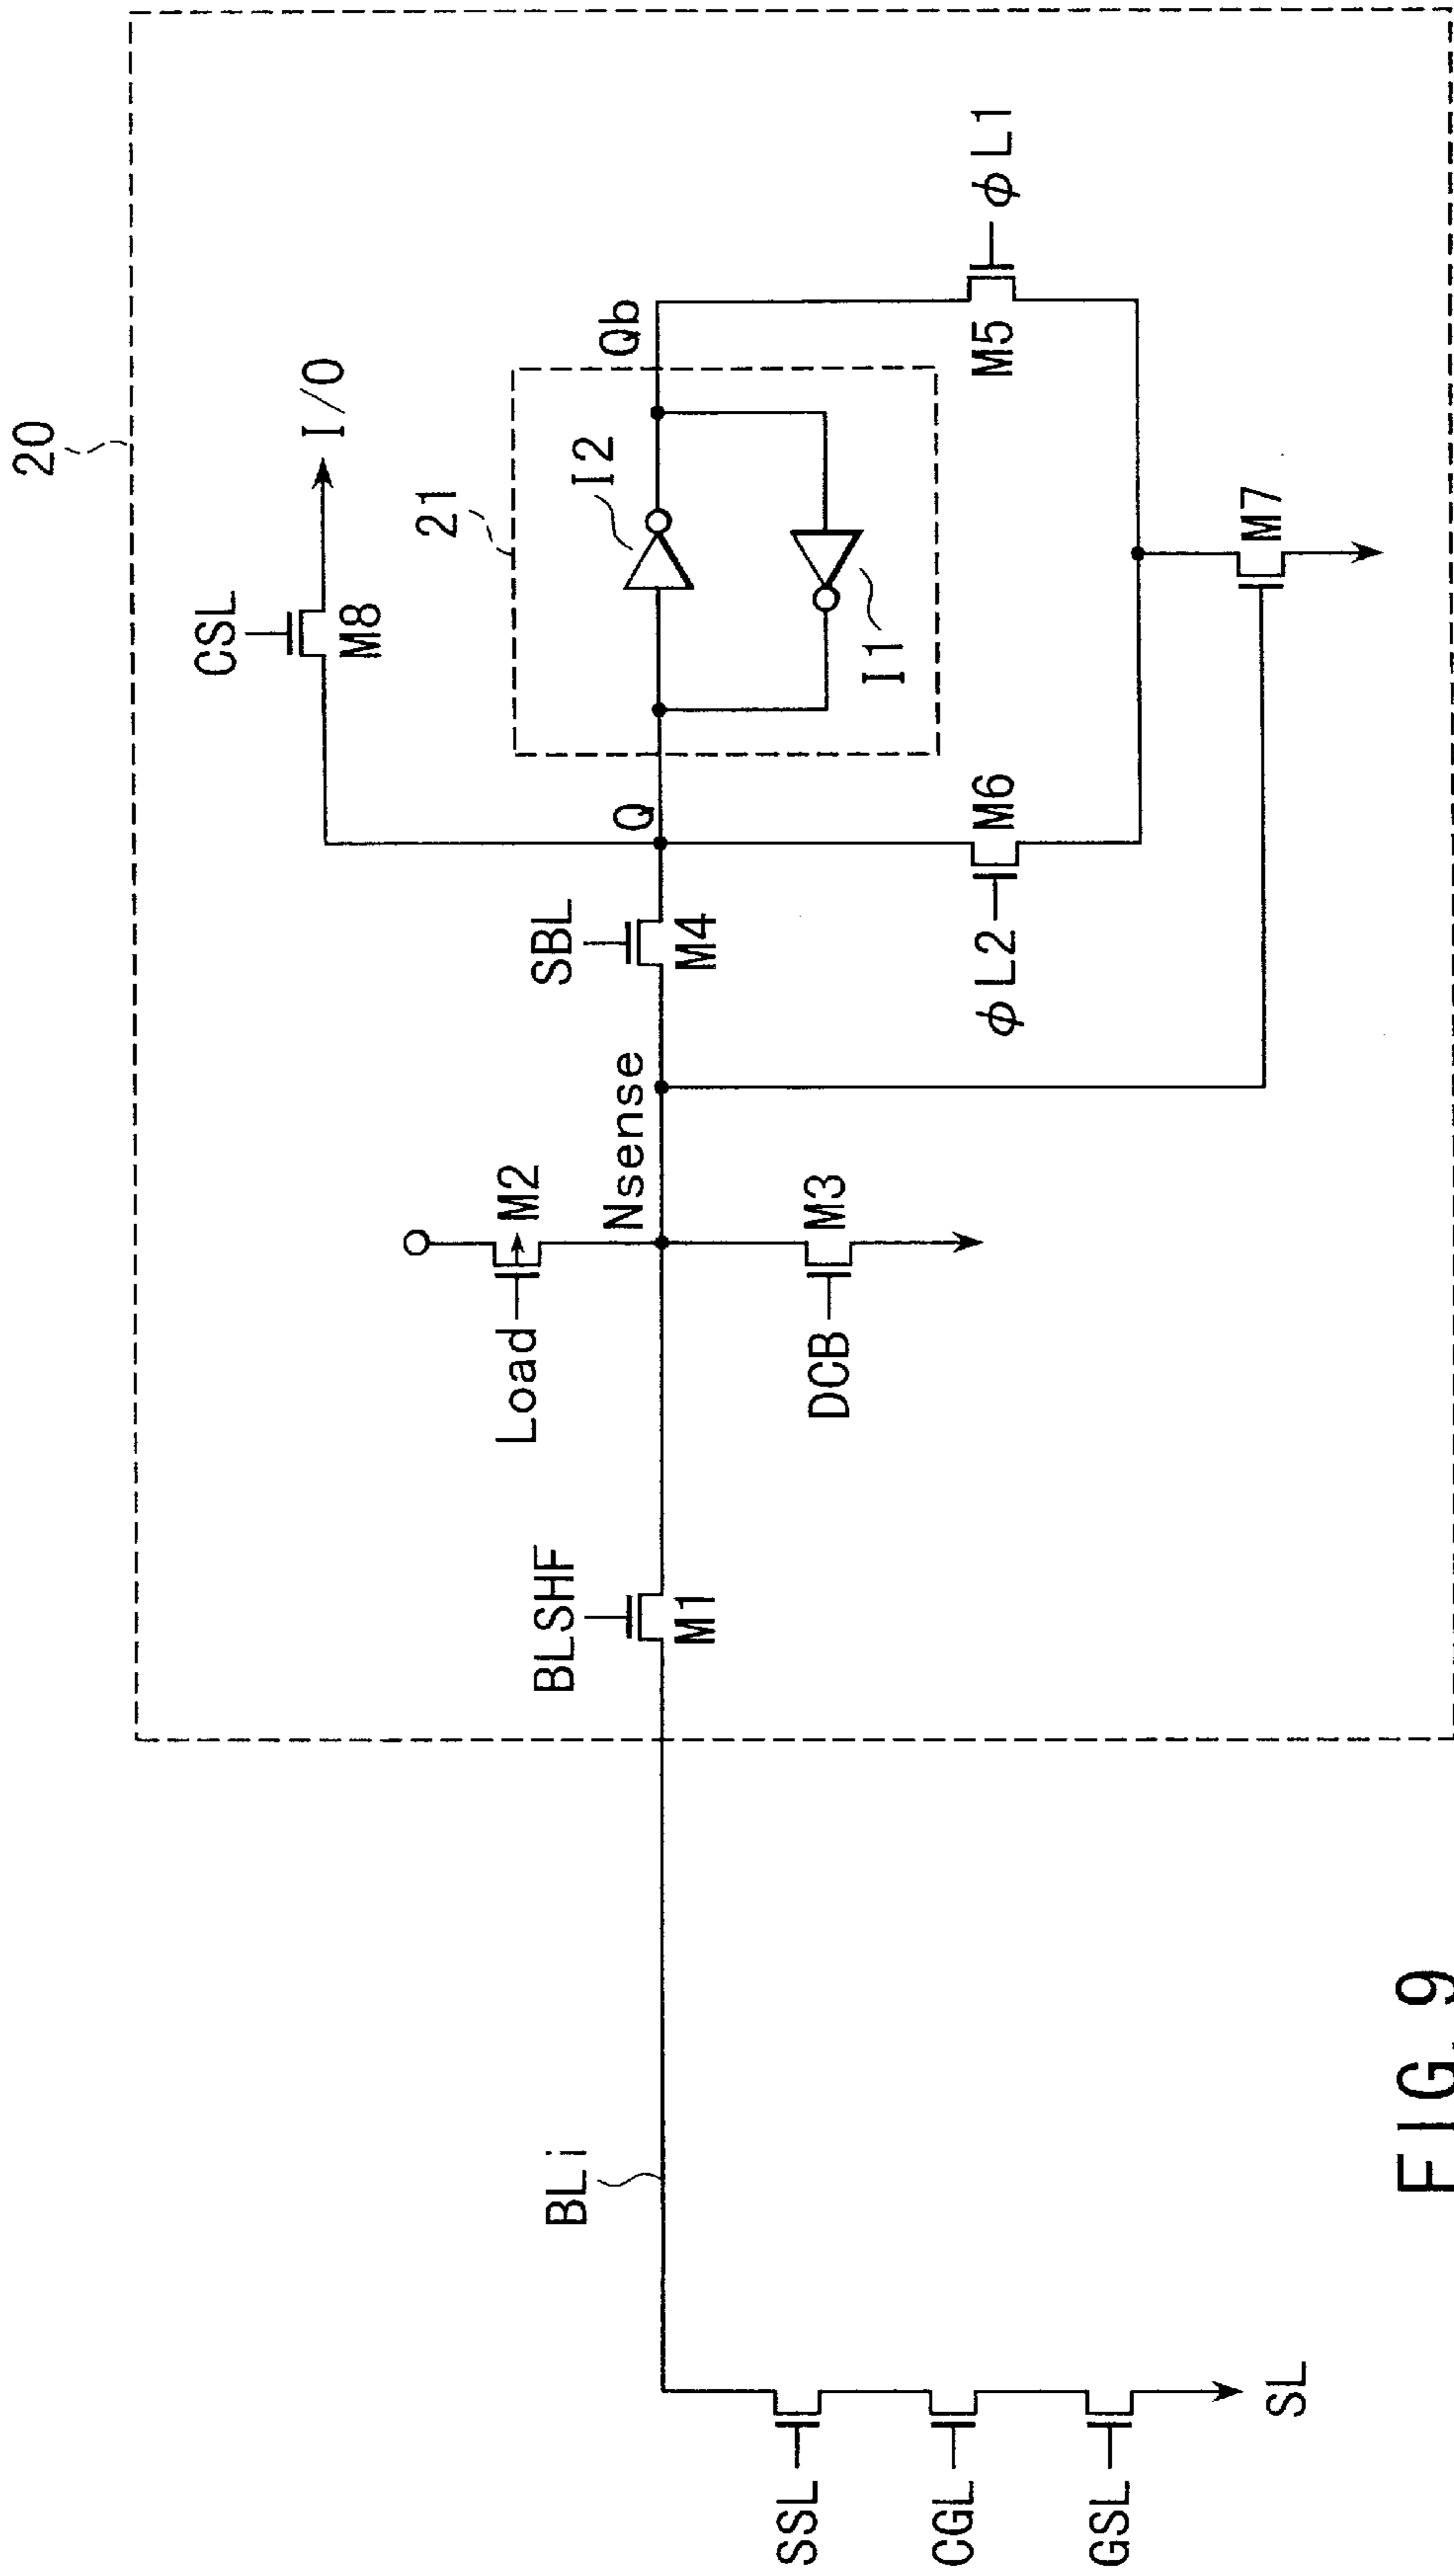 20
CSL
I/O
M8
21
I2
Qb
I1
Q
SBL
M4
Nsense
φL2
M6
M5
φL1
M7
Load
M2
M3
DCB
BLSHF
M1
BLi
SSL
CGL
GSL
SL
FIG. 9